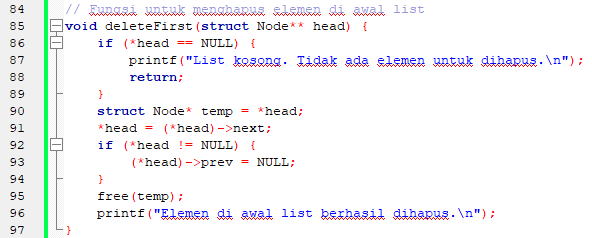 84 // Fungsi untuk menghapus elemen di awal list
85 void deleteFirst(struct Node** head) {
86 if (*head == NULL) {
87 printf("List kosong. Tidak ada elemen untuk dihapus.\n");
88 return;
89 }
90 struct Node* temp = *head;
91 *head = (*head)->next;
92 if (*head != NULL) {
93 (*head)->prev = NULL;
94 }
95 free(temp);
96 printf("Elemen di awal list berhasil dihapus.\n");
97 }